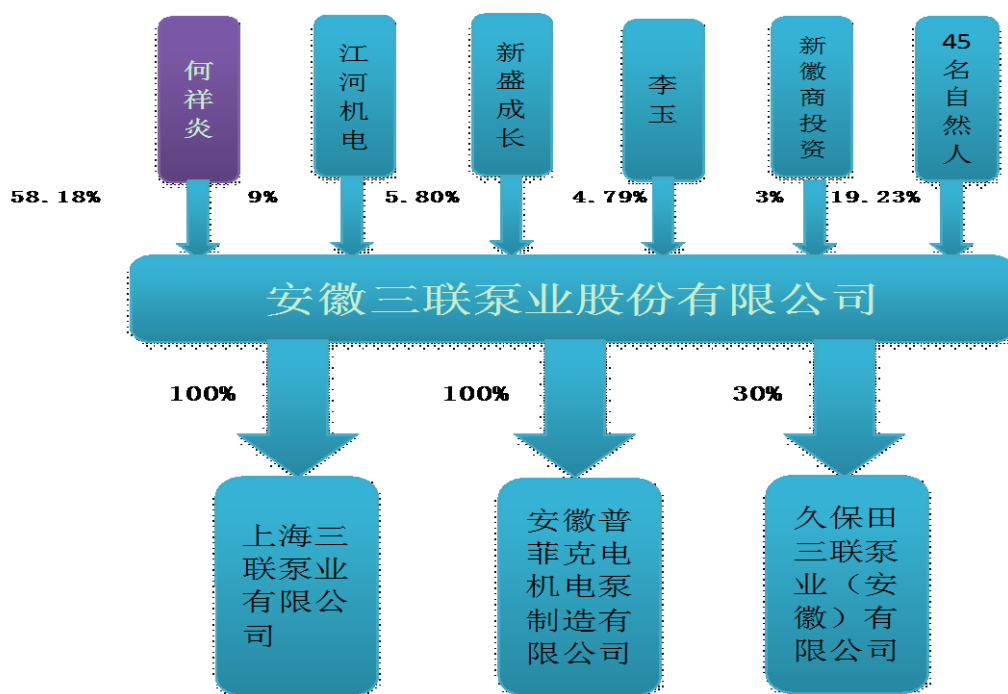 何祥炎
江河机电
新盛成长
李玉
新徽商投资
45名自然人
58.18%
9%
5.80%
4.79%
3%
19.23%
安徽三联泵业股份有限公司
100%
100%
30%
上海三
联泵业
有限公
司
安徽普
菲克电
机电泵
制造有
限公司
久保田
三联泵
业（安
徽）有
限公司